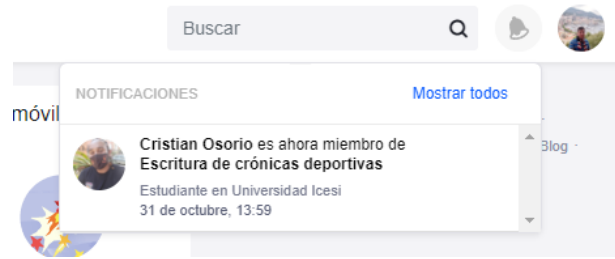 Buscar
NOTIFICACIONES
Mostrar todos
móvil
Cristian Osorio es ahora miembro de
Escritura de crónicas deportivas
Blog ·
Estudiante en Universidad Icesi
31 de octubre, 13:59